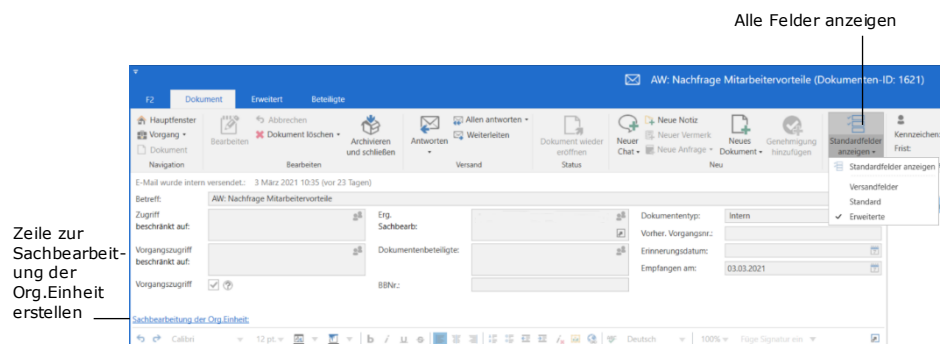 Alle Felder anzeigen
AW: Nachfrage Mitarbeitervorteile (Dokumenten-ID: 1621)
F2 Dokument Erweitert Beteiligte
Hauptfenster
Vorgang
Dokument
Navigation
Bearbeiten
Abbrechen
Dokument löschen
Archivieren
und schließen
Bearbeiten
Antworten
Allen antworten
Weiterleiten
Versand
Dokument wieder
eröffnen
Status
Neuer
Chat
Neue Notiz
Neuer Vermerk
Neue Anfrage
Neues
Dokument
Genehmigung
hinzufügen
Neu
Standardfelder
anzeigen
Kennzeichen:
Frist:
Standardfelder anzeigen
Versandfelder
Standard
Erweiterte
E-Mail wurde intern versendet.: 3 März 2021 10:35 (vor 23 Tagen)
Betreff: AW: Nachfrage Mitarbeitervorteile
Zugriff
beschränkt auf:
Erg.
Sachbearb:
Dokumententyp: Intern
Vorher. Vorgangsnr.:
Vorgangszugriff
beschränkt auf:
Dokumentenbeteiligte:
Erinnerungsdatum:
Empfangen am: 03.03.2021
Vorgangszugriff
BBNr.:
Zeile zur
Sachbearbeit-
ung der
Org.Einheit
erstellen
Sachbearbeitung der Org.Einheit:
Calibri 12 pt. b i u Deutsch 100% Füge Signatur ein